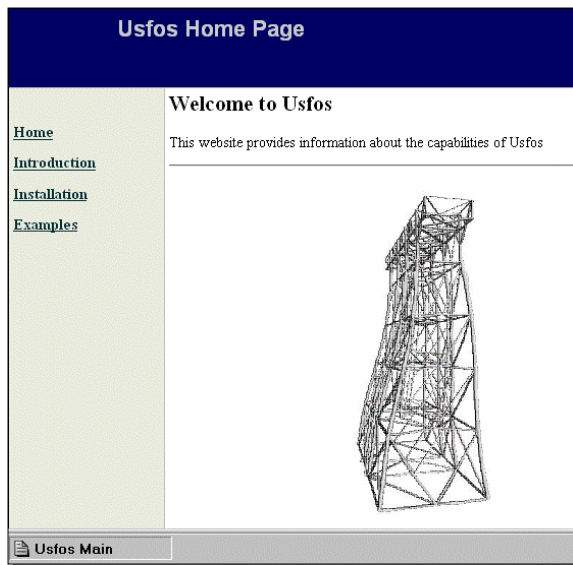 Usfos Home Page
Welcome to Usfos
This website provides information about the capabilities of Usfos
Home
Introduction
Installation
Examples
Usfos Main